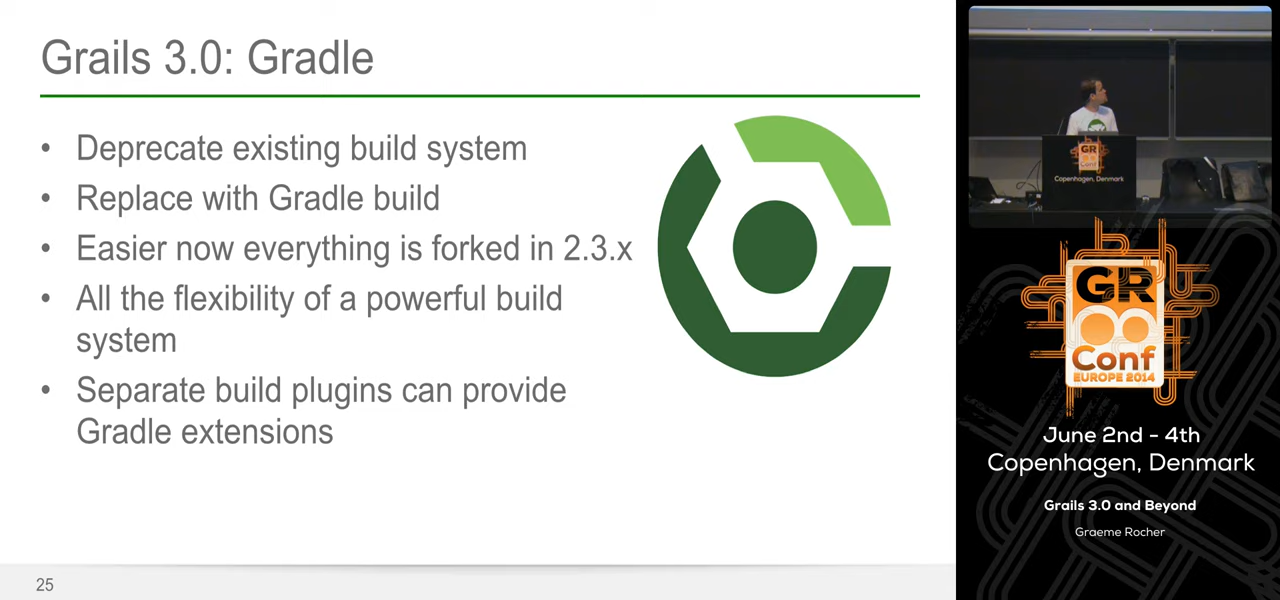 Grails 3.0: Gradle
• Deprecate existing build system
• Replace with Gradle build
• Easier now everything is forked in 2.3.x
• All the flexibility of a powerful build
system
• Separate build plugins can provide
Gradle extensions
25
GR
Conf
Copenhagen, Denmark
GR
Conf
EUROPE 2014
June 2nd - 4th
Copenhagen, Denmark
Grails 3.0 and Beyond
Graeme Rocher